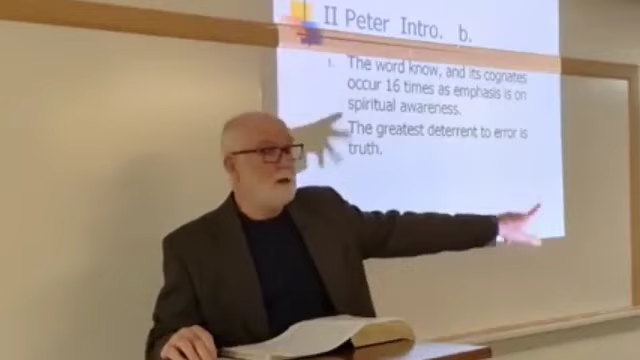 II Peter Intro. b.
1. The word know, and its cognates
occur 16 times as emphasis is on
spiritual awareness.
The greatest deterrent to error is
truth.